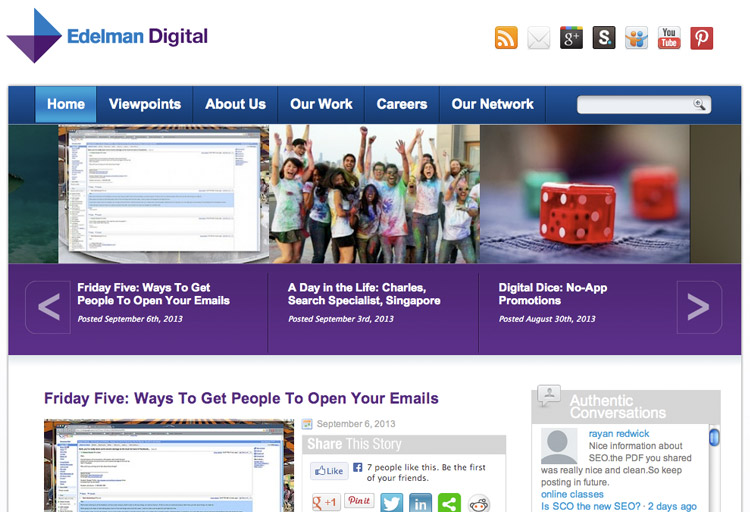 Edelman Digital
You
Tube
Home
Viewpoints
About Us
Our Work
Careers
Our Network
Friday Five: Ways To Get
People To Open Your Emails
Posted September 6th, 2013
A Day in the Life: Charles,
Search Specialist, Singapore
Posted September 3rd, 2013
Digital Dice: No-App
Promotions
Posted August 30th, 2013
Friday Five: Ways To Get People To Open Your Emails
September 6, 2013
Share This Story
Like
7 people like this. Be the first
of your friends.
g+1
Pin it
in
Authentic
Conversations
rayan redwick
Nice information about
SEO.the PDF you shared
was really nice and clean.So keep
posting in future.
online classes
Is SCO the new SEO? · 2 days ago